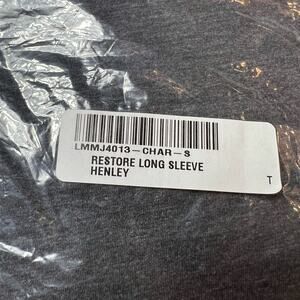 LMMJ4013-CHAR-S
RESTORE LONG SLEEVE
HENLEY
T